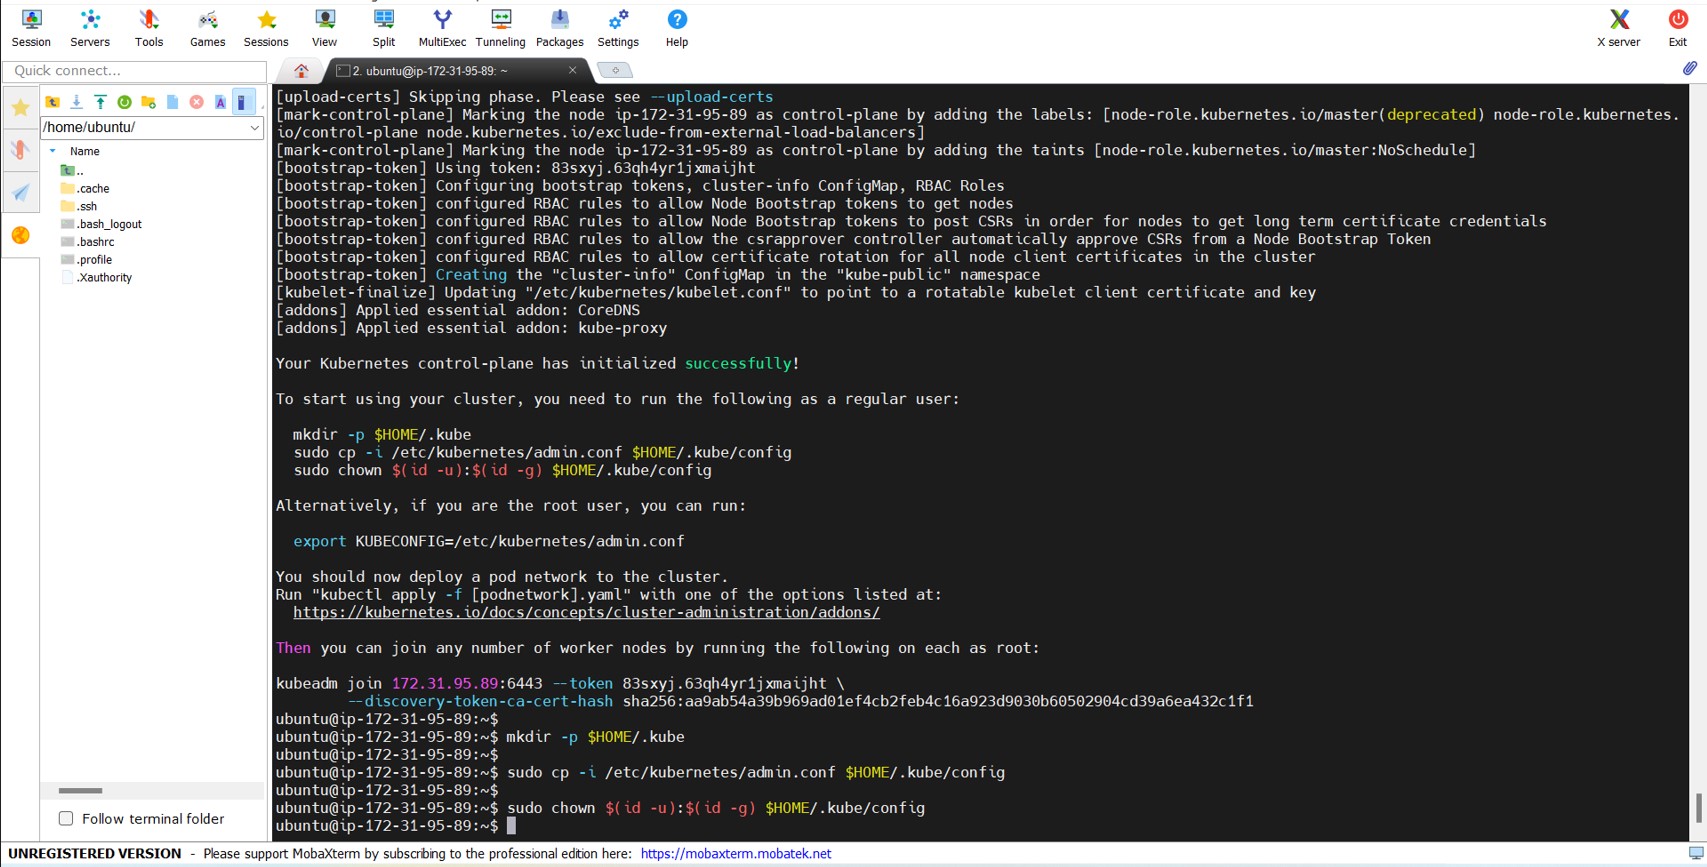 Session
Servers
Tools
Games
Sessions
View
Split
MultiExec
Tunneling
Packages
Settings
Help
X server
Exit
Quick connect...
2. ubuntu@ip-172-31-95-89: ~
/home/ubuntu/
Name
..
.cache
.ssh
.bash_logout
.bashrc
.profile
.Xauthority
Follow terminal folder
[upload-certs] Skipping phase. Please see --upload-certs
[mark-control-plane] Marking the node ip-172-31-95-89 as control-plane by adding the labels: [node-role.kubernetes.io/master(deprecated) node-role.kubernetes.
io/control-plane node.kubernetes.io/exclude-from-external-load-balancers]
[mark-control-plane] Marking the node ip-172-31-95-89 as control-plane by adding the taints [node-role.kubernetes.io/master:NoSchedule]
[bootstrap-token] Using token: 83sxyj.63qh4yr1jxmaijht
[bootstrap-token] Configuring bootstrap tokens, cluster-info ConfigMap, RBAC Roles
[bootstrap-token] configured RBAC rules to allow Node Bootstrap tokens to get nodes
[bootstrap-token] configured RBAC rules to allow Node Bootstrap tokens to post CSRs in order for nodes to get long term certificate credentials
[bootstrap-token] configured RBAC rules to allow the csrapprover controller automatically approve CSRs from a Node Bootstrap Token
[bootstrap-token] configured RBAC rules to allow certificate rotation for all node client certificates in the cluster
[bootstrap-token] Creating the "cluster-info" ConfigMap in the "kube-public" namespace
[kubelet-finalize] Updating "/etc/kubernetes/kubelet.conf" to point to a rotatable kubelet client certificate and key
[addons] Applied essential addon: CoreDNS
[addons] Applied essential addon: kube-proxy
Your Kubernetes control-plane has initialized successfully!
To start using your cluster, you need to run the following as a regular user:
mkdir -p $HOME/.kube
sudo cp -i /etc/kubernetes/admin.conf $HOME/.kube/config
sudo chown $(id -u):$(id -g) $HOME/.kube/config
Alternatively, if you are the root user, you can run:
export KUBECONFIG=/etc/kubernetes/admin.conf
You should now deploy a pod network to the cluster.
Run "kubectl apply -f [podnetwork].yaml" with one of the options listed at:
https://kubernetes.io/docs/concepts/cluster-administration/addons/
Then you can join any number of worker nodes by running the following on each as root:
kubeadm join 172.31.95.89:6443 --token 83sxyj.63qh4yr1jxmaijht \
--discovery-token-ca-cert-hash sha256:aa9ab54a39b969ad01ef4cb2feb4c16a923d9030b60502904cd39a6ea432c1f1
ubuntu@ip-172-31-95-89:~$
ubuntu@ip-172-31-95-89:~$ mkdir -p $HOME/.kube
ubuntu@ip-172-31-95-89:~$
ubuntu@ip-172-31-95-89:~$ sudo cp -i /etc/kubernetes/admin.conf $HOME/.kube/config
ubuntu@ip-172-31-95-89:~$
ubuntu@ip-172-31-95-89:~$ sudo chown $(id -u):$(id -g) $HOME/.kube/config
ubuntu@ip-172-31-95-89:~$
UNREGISTERED VERSION - Please support MobaXterm by subscribing to the professional edition here: https://mobaxterm.mobatek.net